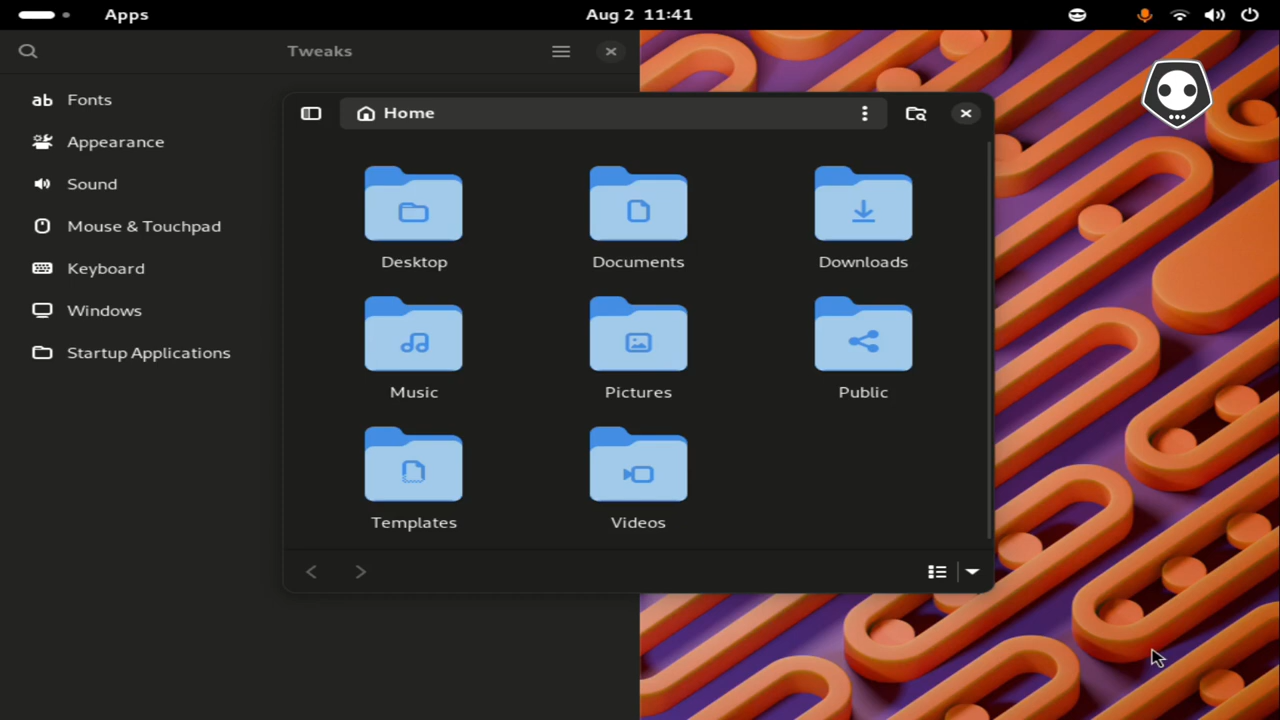 Apps
Aug 2 11:41
Tweaks
ab Fonts
Appearance
Sound
Mouse & Touchpad
Keyboard
Windows
Startup Applications
Home
Desktop
Documents
Downloads
Music
Pictures
Public
Templates
Videos